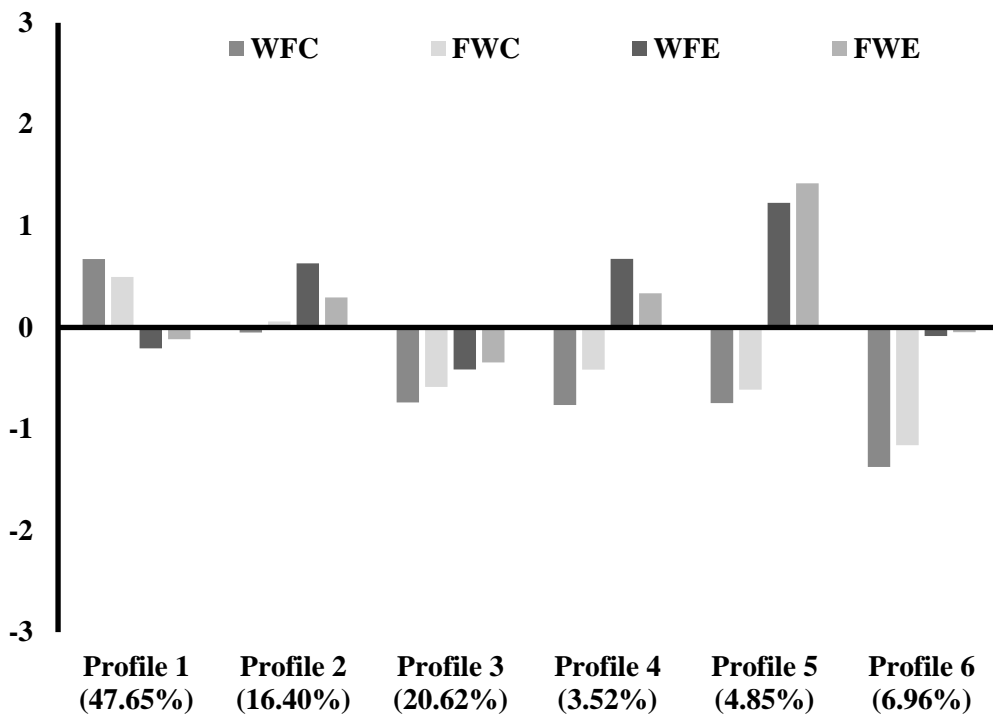 3
WFC FWC WFE FWE
2
1
0
-1
-2
-3
Profile 1 Profile 2 Profile 3 Profile 4 Profile 5 Profile 6
(47.65%) (16.40%) (20.62%) (3.52%) (4.85%) (6.96%)